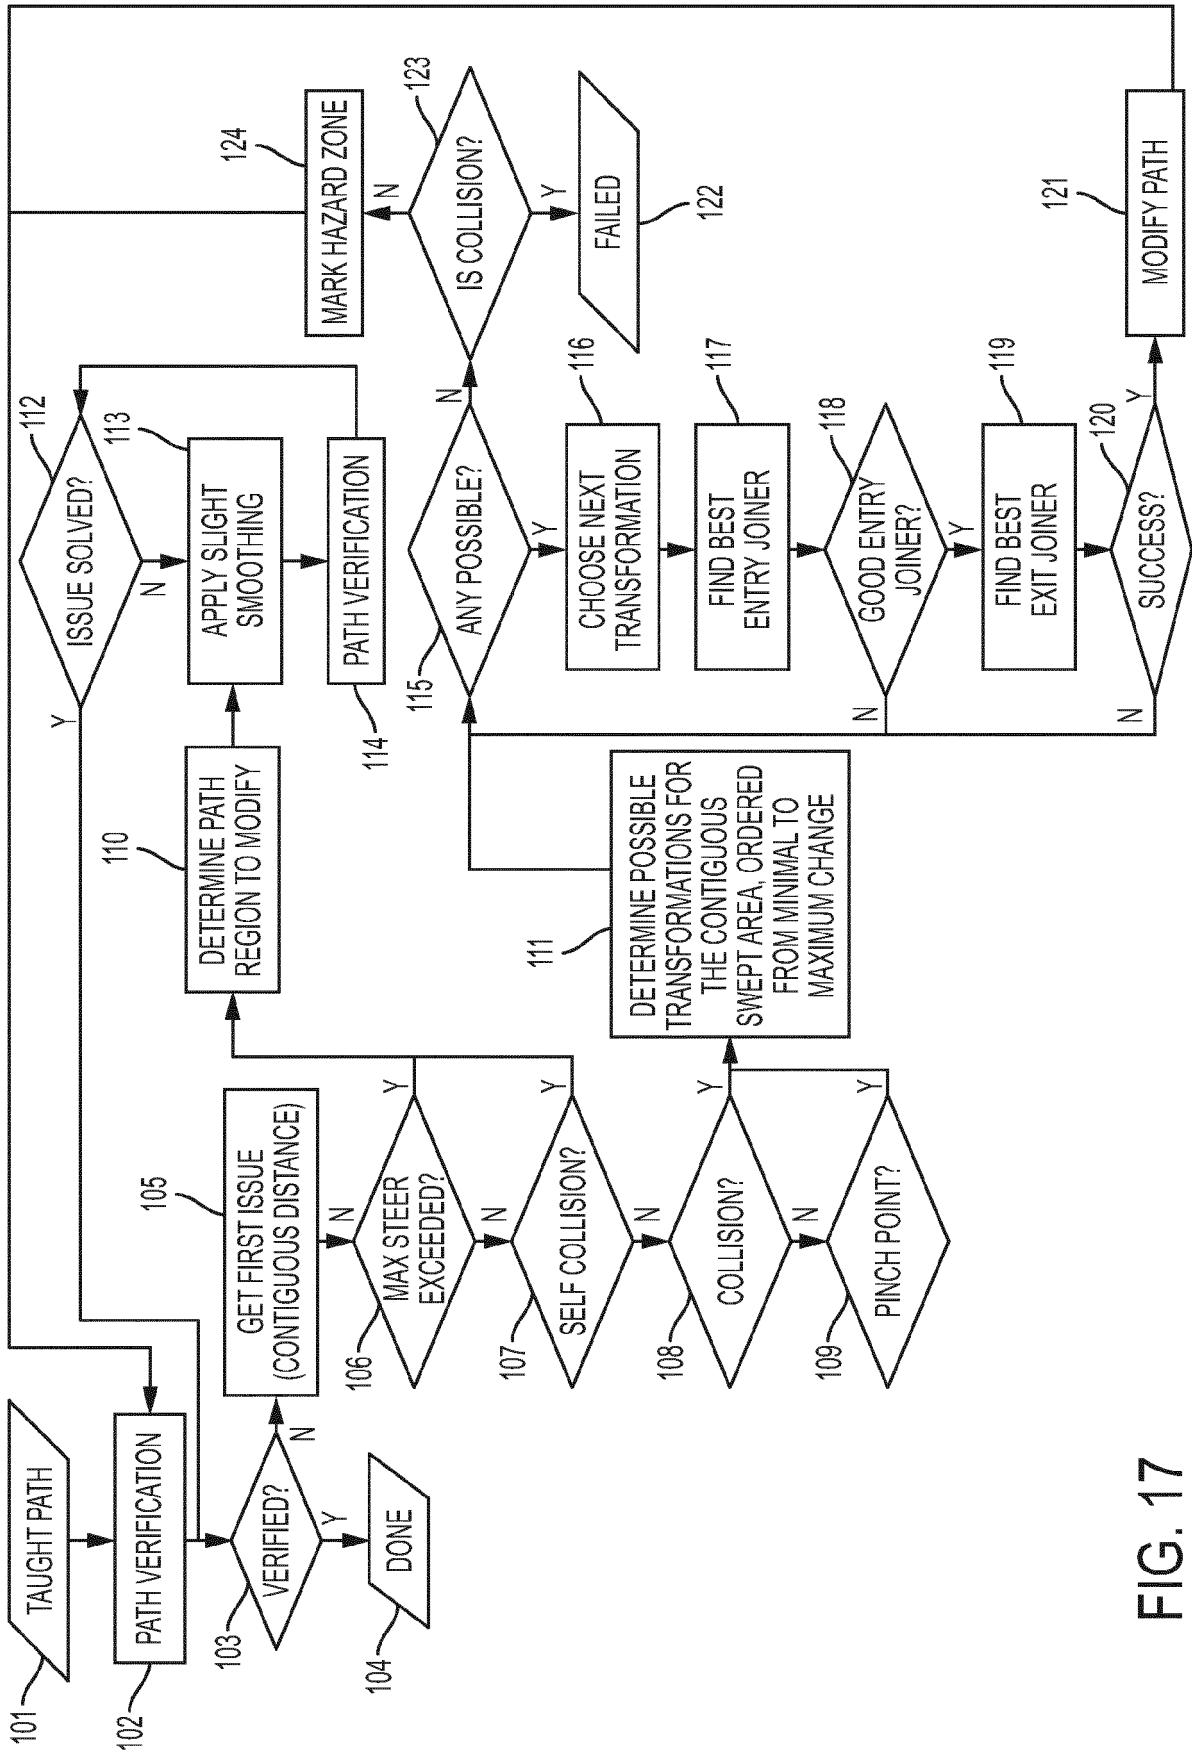 101
TAUGHT PATH
102
PATH VERIFICATION
103
VERIFIED?
N
Y
104
DONE
105
GET FIRST ISSUE
(CONTIGUOUS DISTANCE)
N
106
MAX STEER
EXCEEDED?
Y
N
107
SELF COLLISION?
Y
N
108
COLLISION?
Y
N
109
PINCH POINT?
Y
110
DETERMINE PATH
REGION TO MODIFY
111
DETERMINE POSSIBLE
TRANSFORMATIONS FOR
THE CONTIGUOUS
SWEPT AREA, ORDERED
FROM MINIMAL TO
MAXIMUM CHANGE
112
ISSUE SOLVED?
Y
N
113
APPLY SLIGHT
SMOOTHING
114
PATH VERIFICATION
115
ANY POSSIBLE?
N
Y
116
CHOOSE NEXT
TRANSFORMATION
117
FIND BEST
ENTRY JOINER
118
GOOD ENTRY
JOINER?
N
Y
119
FIND BEST
EXIT JOINER
120
SUCCESS?
N
Y
124
MARK HAZARD ZONE
N
123
IS COLLISION?
Y
FAILED
122
121
MODIFY PATH
FIG. 17